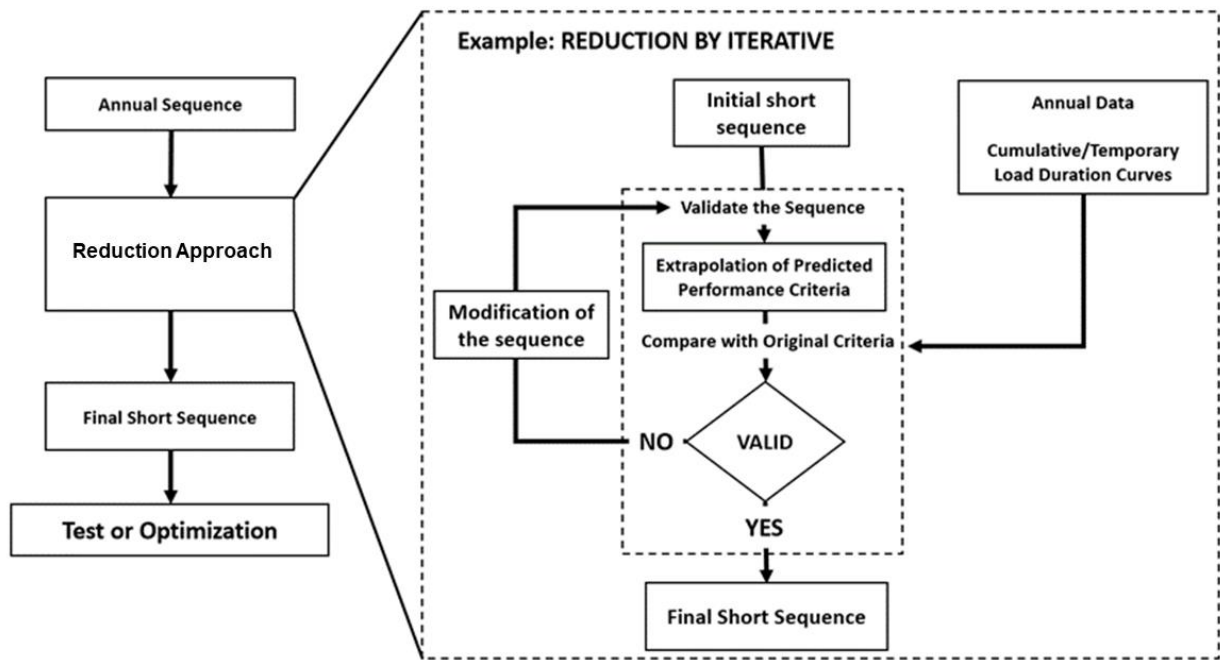 Annual Sequence
Reduction Approach
Final Short Sequence
Test or Optimization
Example: REDUCTION BY ITERATIVE
Initial short
sequence
Annual Data
Cumulative/Temporary
Load Duration Curves
Validate the Sequence
Extrapolation of Predicted
Performance Criteria
Modification of
the sequence
Compare with Original Criteria
NO
VALID
YES
Final Short Sequence